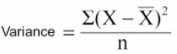 Variance = Σ(X − X̅)² / n